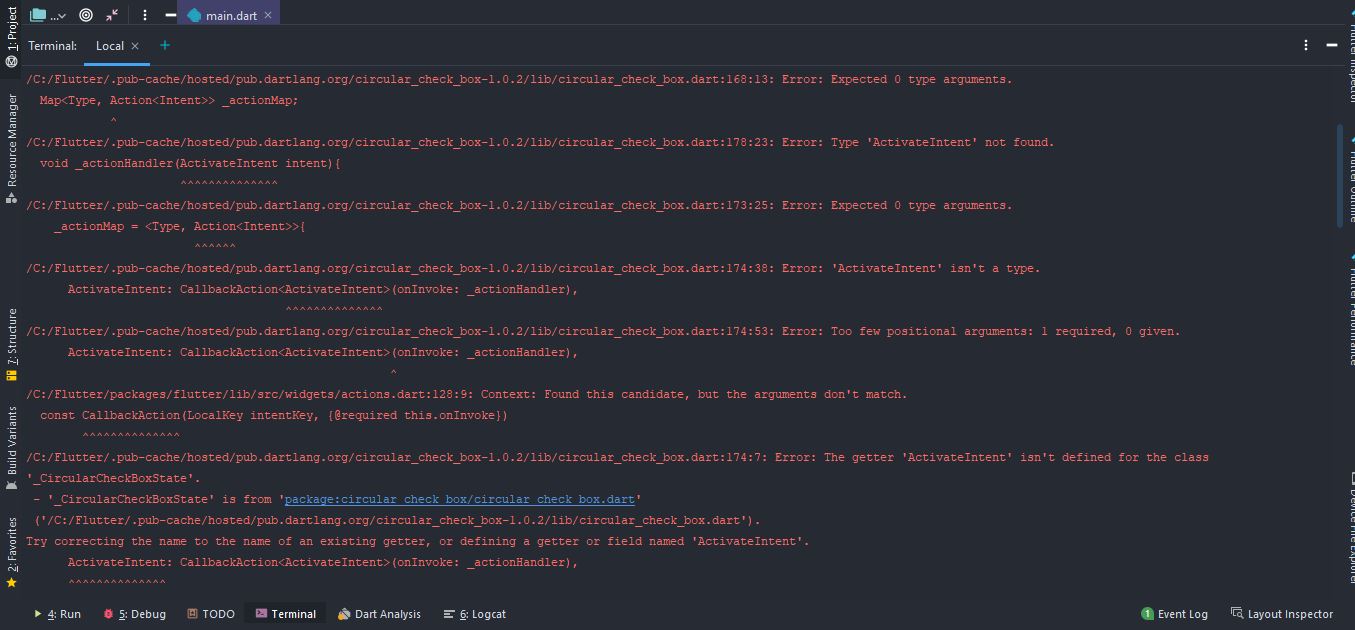 1: Project
...
main.dart
Terminal:
Local
+
Resource Manager
7: Structure
Build Variants
2: Favorites
/C:/Flutter/.pub-cache/hosted/pub.dartlang.org/circular_check_box-1.0.2/lib/circular_check_box.dart:168:13: Error: Expected 0 type arguments.
Map<Type, Action<Intent>> _actionMap;
^
/C:/Flutter/.pub-cache/hosted/pub.dartlang.org/circular_check_box-1.0.2/lib/circular_check_box.dart:178:23: Error: Type 'ActivateIntent' not found.
void _actionHandler(ActivateIntent intent){
^^^^^^^^^^^^^^
/C:/Flutter/.pub-cache/hosted/pub.dartlang.org/circular_check_box-1.0.2/lib/circular_check_box.dart:173:25: Error: Expected 0 type arguments.
_actionMap = <Type, Action<Intent>>{
^^^^^^
/C:/Flutter/.pub-cache/hosted/pub.dartlang.org/circular_check_box-1.0.2/lib/circular_check_box.dart:174:38: Error: 'ActivateIntent' isn't a type.
ActivateIntent: CallbackAction<ActivateIntent>(onInvoke: _actionHandler),
^^^^^^^^^^^^^^
/C:/Flutter/.pub-cache/hosted/pub.dartlang.org/circular_check_box-1.0.2/lib/circular_check_box.dart:174:53: Error: Too few positional arguments: 1 required, 0 given.
ActivateIntent: CallbackAction<ActivateIntent>(onInvoke: _actionHandler),
^
/C:/Flutter/packages/flutter/lib/src/widgets/actions.dart:128:9: Context: Found this candidate, but the arguments don't match.
const CallbackAction(LocalKey intentKey, {@required this.onInvoke})
^^^^^^^^^^^^^^
/C:/Flutter/.pub-cache/hosted/pub.dartlang.org/circular_check_box-1.0.2/lib/circular_check_box.dart:174:7: Error: The getter 'ActivateIntent' isn't defined for the class
'_CircularCheckBoxState'.
- '_CircularCheckBoxState' is from 'package:circular_check_box/circular_check_box.dart'
('/C:/Flutter/.pub-cache/hosted/pub.dartlang.org/circular_check_box-1.0.2/lib/circular_check_box.dart').
Try correcting the name to the name of an existing getter, or defining a getter or field named 'ActivateIntent'.
ActivateIntent: CallbackAction<ActivateIntent>(onInvoke: _actionHandler),
^^^^^^^^^^^^^^
4: Run
5: Debug
TODO
Terminal
Dart Analysis
6: Logcat
1 Event Log
Layout Inspector